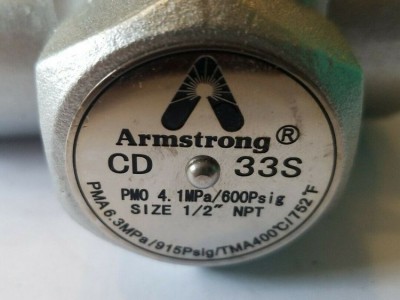 Armstrong®
CD 33S
PMO 4.1MPa/600Psig
SIZE 1/2" NPT
PMA6.3MPa/915Psig/TMA400℃/752°F